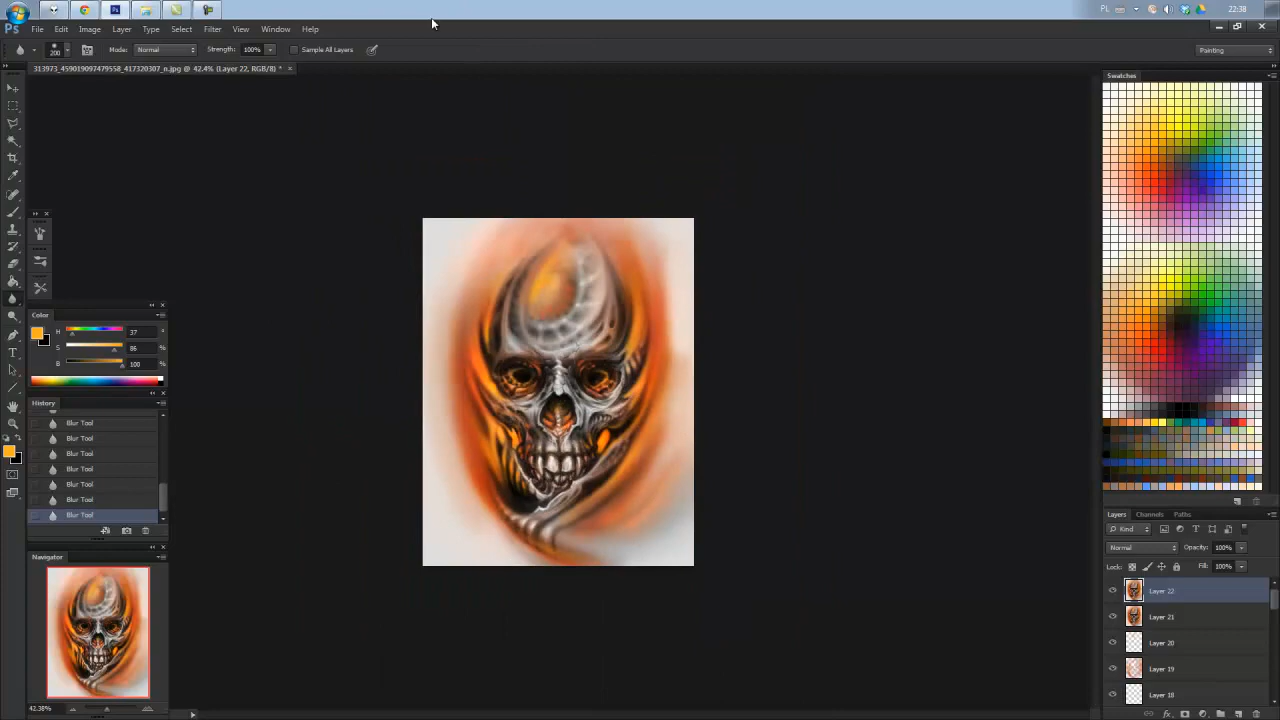 PL
22:38
Ps File Edit Image Layer Type Select Filter View Window Help
200 Mode: Normal Strength: 100% Sample All Layers Painting
313973_459019097479558_417320307_n.jpg @ 42.4% (Layer 22, RGB/8) * ×
Swatches
Color
H 37 °
S 86 %
B 100 %
History
Blur Tool
Blur Tool
Blur Tool
Blur Tool
Blur Tool
Blur Tool
Blur Tool
Navigator
42.38%
Layers Channels Paths
Kind
Normal Opacity: 100%
Lock: Fill: 100%
Layer 22
Layer 21
Layer 20
Layer 19
Layer 18